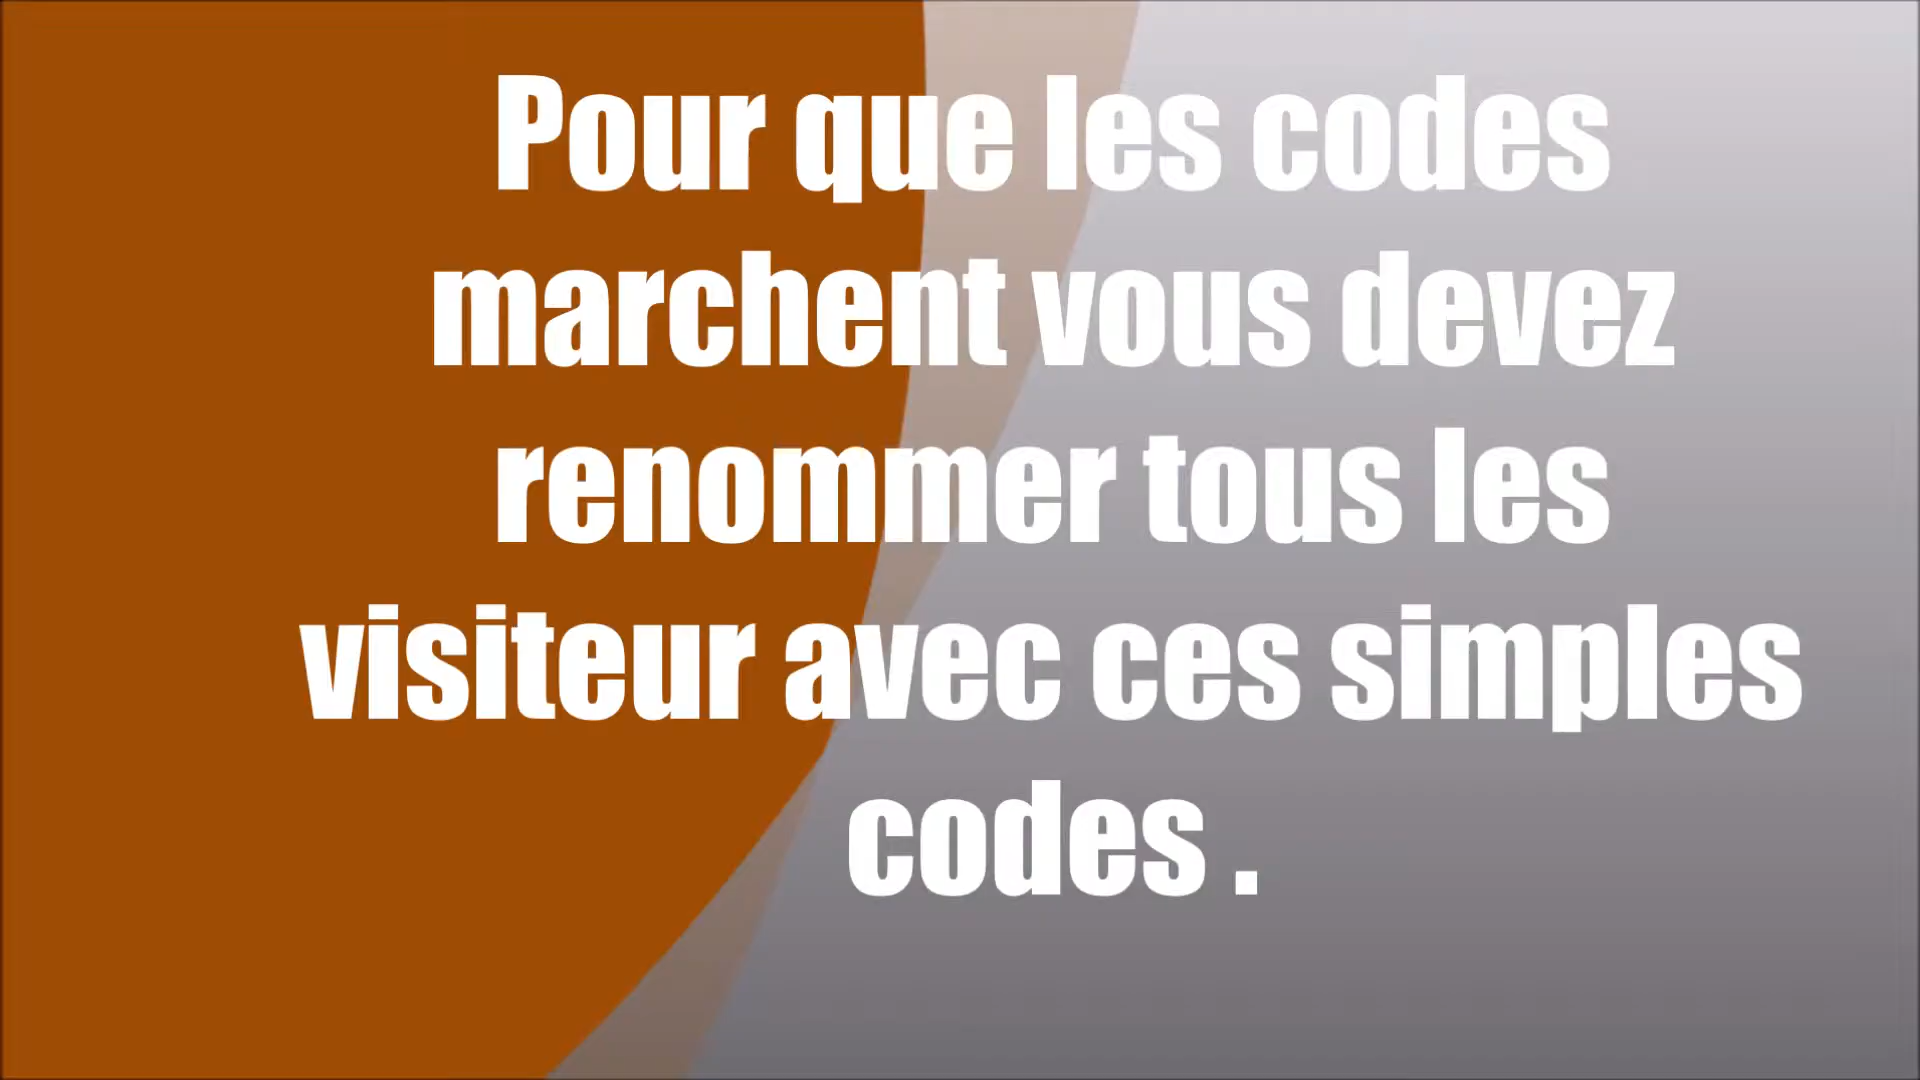 Pour que les codes
marchent vous devez
renommer tous les
visiteur avec ces simples
codes .